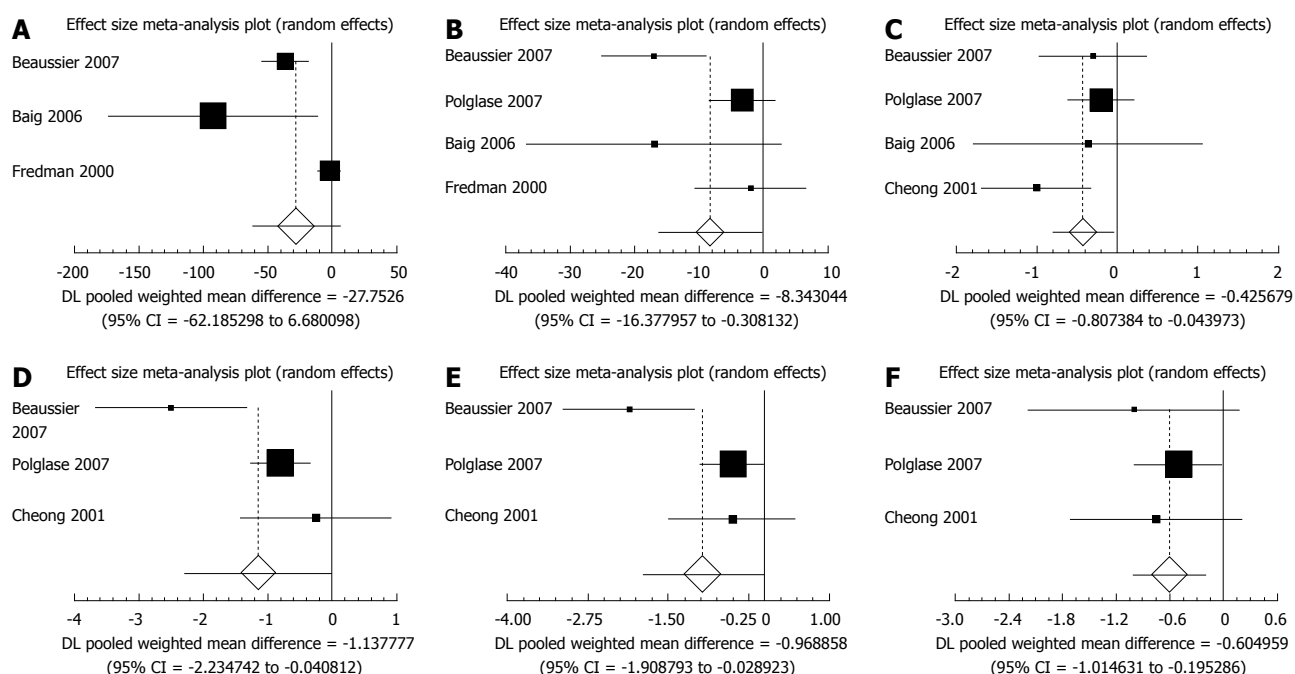 A Effect size meta-analysis plot (random effects)
Beaussier 2007
Baig 2006
Fredman 2000
-200 -150 -100 -50 0 50
DL pooled weighted mean difference = -27.7526
(95% CI = -62.185298 to 6.680098)
B Effect size meta-analysis plot (random effects)
Beaussier 2007
Polglase 2007
Baig 2006
Fredman 2000
-40 -30 -20 -10 0 10
DL pooled weighted mean difference = -8.343044
(95% CI = -16.377957 to -0.308132)
C Effect size meta-analysis plot (random effects)
Beaussier 2007
Polglase 2007
Baig 2006
Cheong 2001
-2 -1 0 1 2
DL pooled weighted mean difference = -0.425679
(95% CI = -0.807384 to -0.043973)
D Effect size meta-analysis plot (random effects)
Beaussier
2007
Polglase 2007
Cheong 2001
-4 -3 -2 -1 0 1
DL pooled weighted mean difference = -1.137777
(95% CI = -2.234742 to -0.040812)
E Effect size meta-analysis plot (random effects)
Beaussier 2007
Polglase 2007
Cheong 2001
-4.00 -2.75 -1.50 -0.25 0 1.00
DL pooled weighted mean difference = -0.968858
(95% CI = -1.908793 to -0.028923)
F Effect size meta-analysis plot (random effects)
Beaussier 2007
Polglase 2007
Cheong 2001
-3.0 -2.4 -1.8 -1.2 -0.6 0 0.6
DL pooled weighted mean difference = -0.604959
(95% CI = -1.014631 to -0.195286)